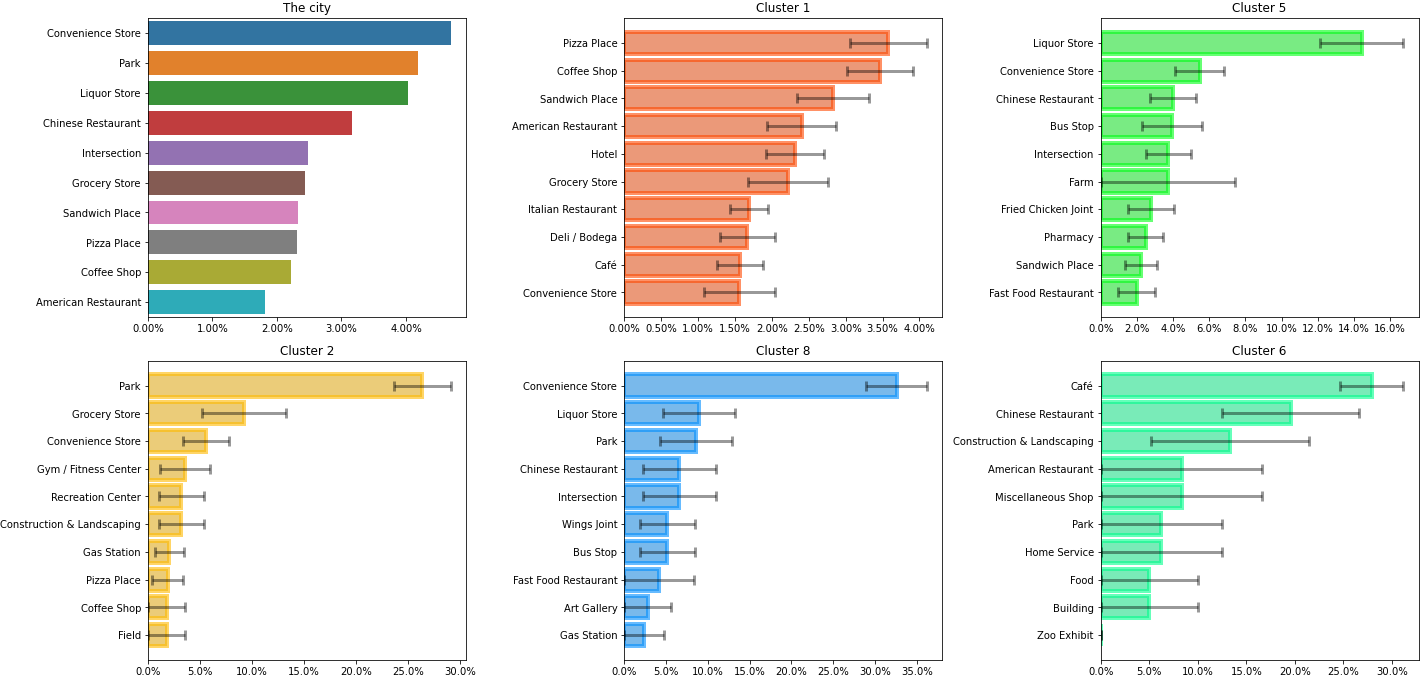 The city
Convenience Store
Park
Liquor Store
Chinese Restaurant
Intersection
Grocery Store
Sandwich Place
Pizza Place
Coffee Shop
American Restaurant
0.00% 1.00% 2.00% 3.00% 4.00%
Cluster 1
Pizza Place
Coffee Shop
Sandwich Place
American Restaurant
Hotel
Grocery Store
Italian Restaurant
Deli / Bodega
Café
Convenience Store
0.00% 0.50% 1.00% 1.50% 2.00% 2.50% 3.00% 3.50% 4.00%
Cluster 5
Liquor Store
Convenience Store
Chinese Restaurant
Bus Stop
Intersection
Farm
Fried Chicken Joint
Pharmacy
Sandwich Place
Fast Food Restaurant
0.0% 2.0% 4.0% 6.0% 8.0% 10.0% 12.0% 14.0% 16.0%
Cluster 2
Park
Grocery Store
Convenience Store
Gym / Fitness Center
Recreation Center
Construction & Landscaping
Gas Station
Pizza Place
Coffee Shop
Field
0.0% 5.0% 10.0% 15.0% 20.0% 25.0% 30.0%
Cluster 8
Convenience Store
Liquor Store
Park
Chinese Restaurant
Intersection
Wings Joint
Bus Stop
Fast Food Restaurant
Art Gallery
Gas Station
0.0% 5.0% 10.0% 15.0% 20.0% 25.0% 30.0% 35.0%
Cluster 6
Café
Chinese Restaurant
Construction & Landscaping
American Restaurant
Miscellaneous Shop
Park
Home Service
Food
Building
Zoo Exhibit
0.0% 5.0% 10.0% 15.0% 20.0% 25.0% 30.0%